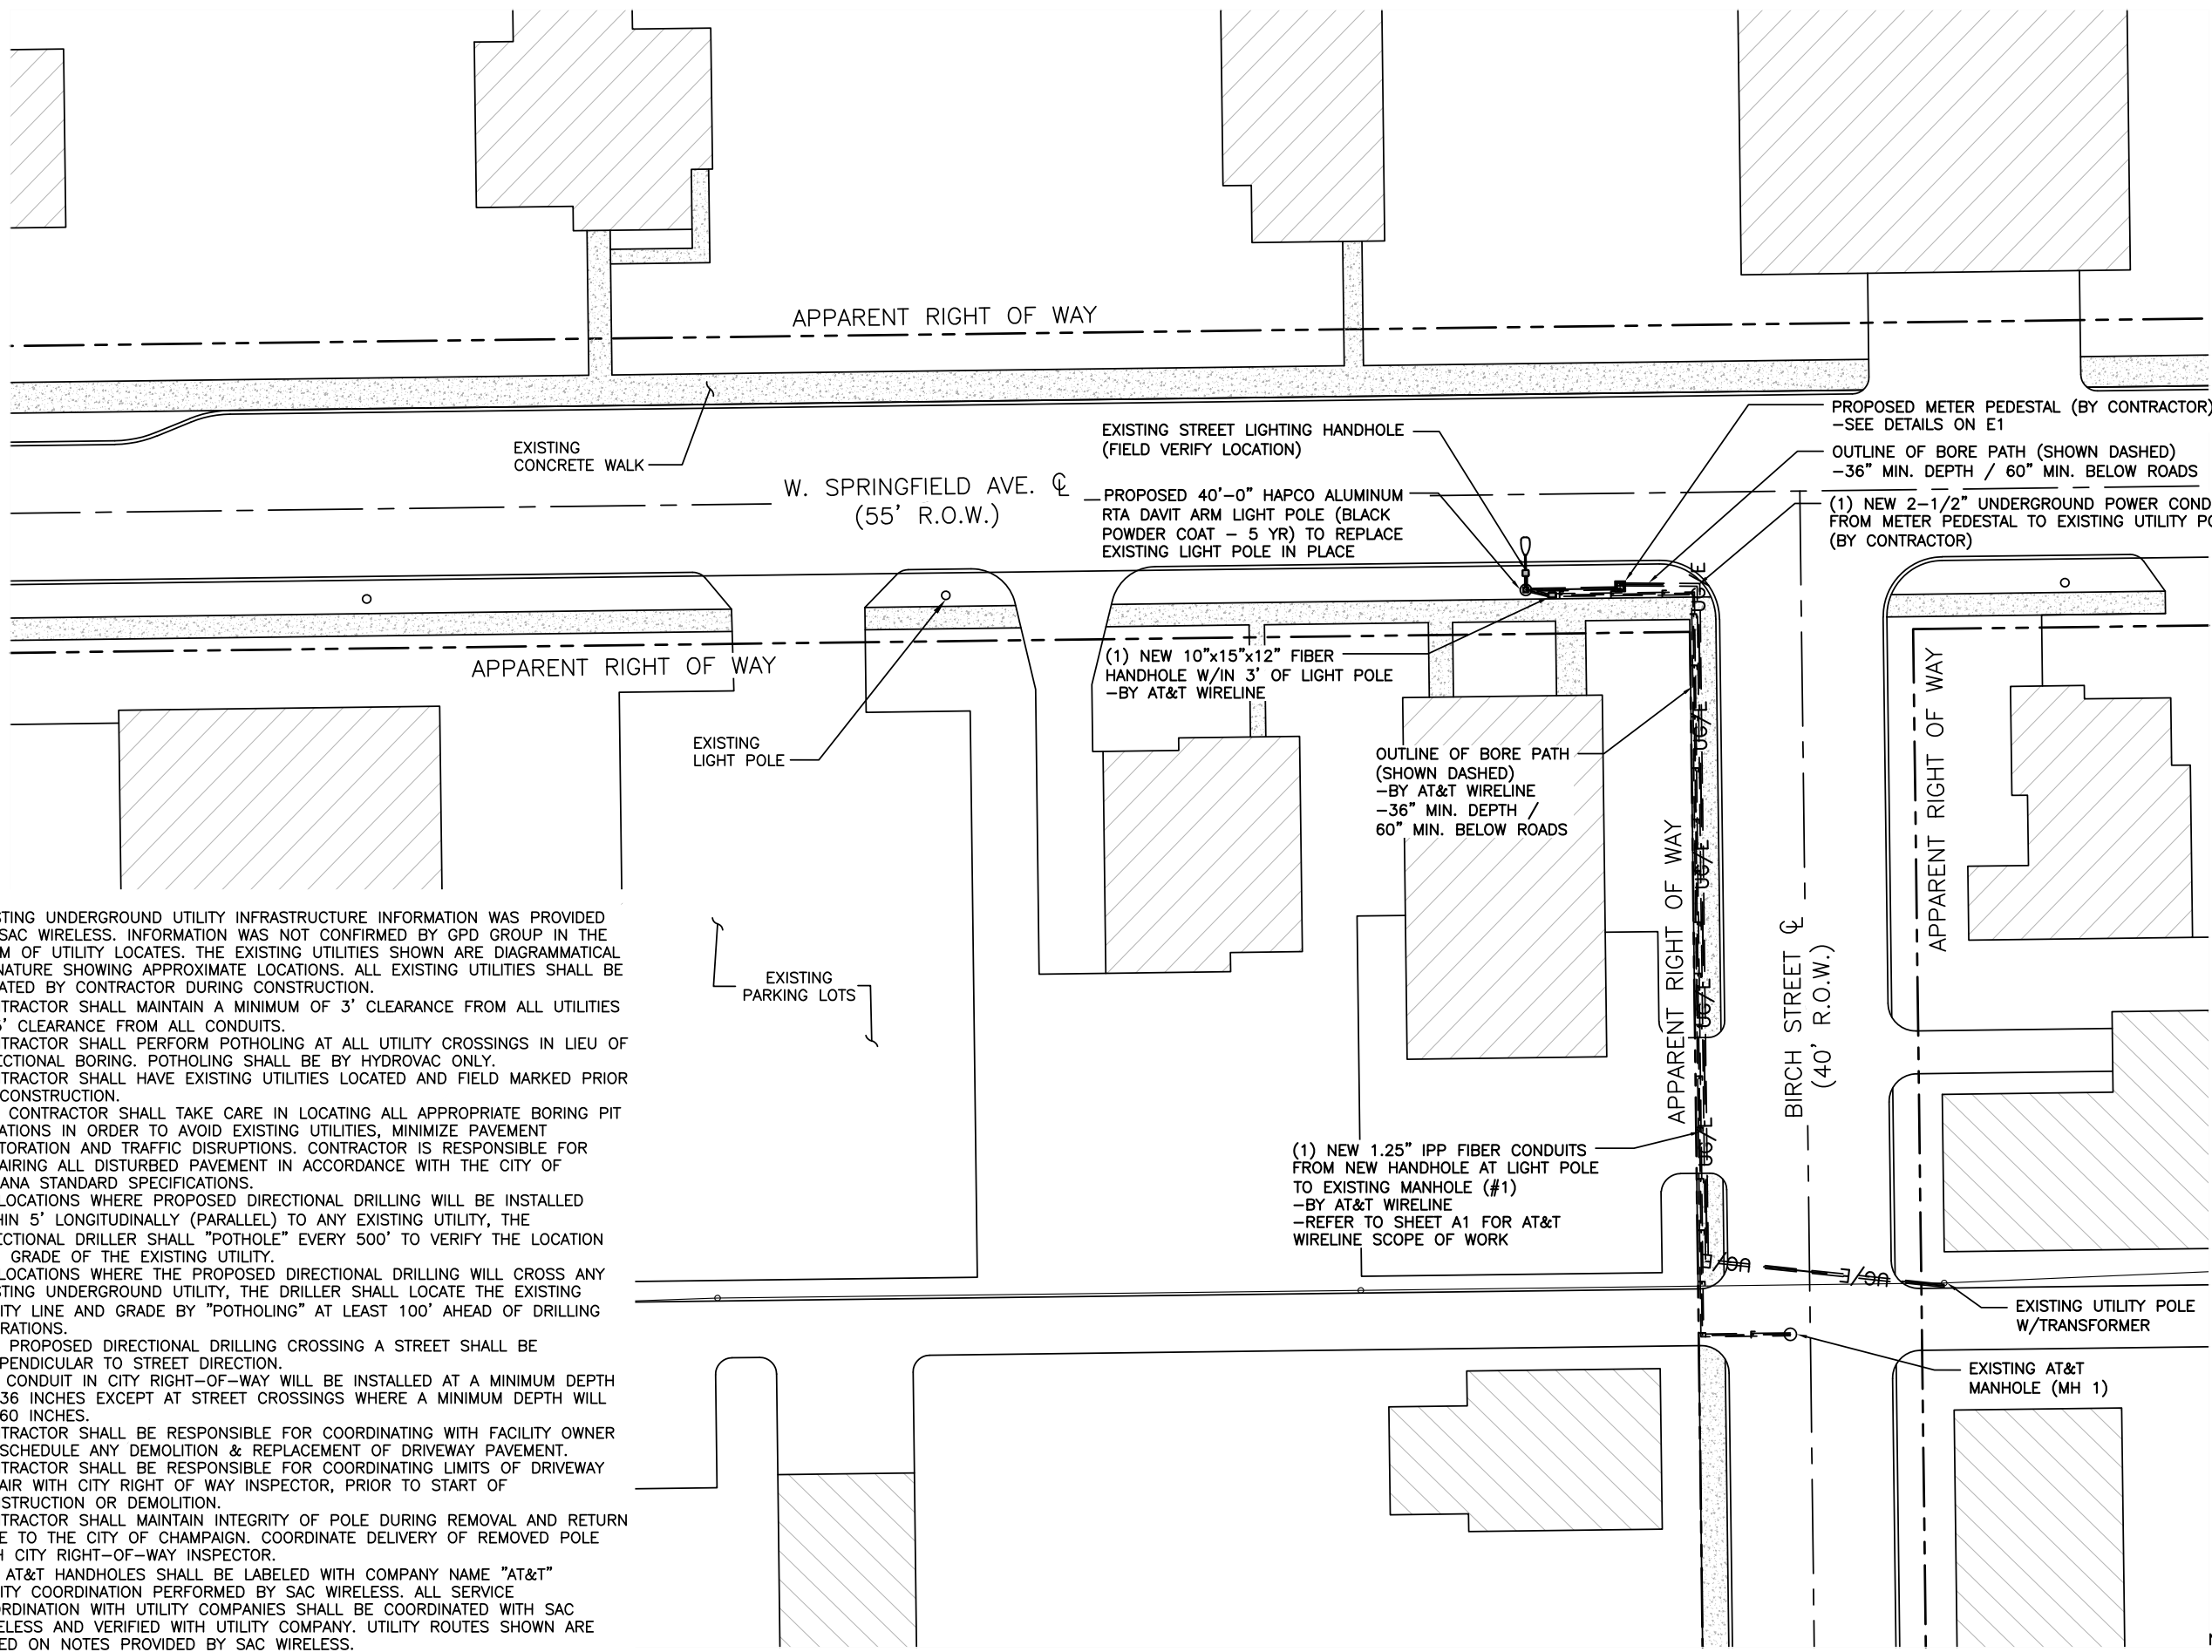 APPARENT RIGHT OF WAY
EXISTING
CONCRETE WALK
W. SPRINGFIELD AVE. ℄
(55' R.O.W.)
EXISTING STREET LIGHTING HANDHOLE
(FIELD VERIFY LOCATION)
PROPOSED 40'-0" HAPCO ALUMINUM
RTA DAVIT ARM LIGHT POLE (BLACK
POWDER COAT - 5 YR) TO REPLACE
EXISTING LIGHT POLE IN PLACE
PROPOSED METER PEDESTAL (BY CONTRACTOR)
-SEE DETAILS ON E1
OUTLINE OF BORE PATH (SHOWN DASHED)
-36" MIN. DEPTH / 60" MIN. BELOW ROADS
(1) NEW 2-1/2" UNDERGROUND POWER COND
FROM METER PEDESTAL TO EXISTING UTILITY PO
(BY CONTRACTOR)
APPARENT RIGHT OF WAY
(1) NEW 10"x15"x12" FIBER
HANDHOLE W/IN 3' OF LIGHT POLE
-BY AT&T WIRELINE
EXISTING
LIGHT POLE
OUTLINE OF BORE PATH
(SHOWN DASHED)
-BY AT&T WIRELINE
-36" MIN. DEPTH /
60" MIN. BELOW ROADS
APPARENT RIGHT OF WAY
BIRCH STREET ℄
(40' R.O.W.)
APPARENT RIGHT OF WAY
UG/E
UG/E
UG/E
UG/E
UG/E
UG/E
EXISTING
PARKING LOTS
(1) NEW 1.25" IPP FIBER CONDUITS
FROM NEW HANDHOLE AT LIGHT POLE
TO EXISTING MANHOLE (#1)
-BY AT&T WIRELINE
-REFER TO SHEET A1 FOR AT&T
WIRELINE SCOPE OF WORK
F
EXISTING UTILITY POLE
W/TRANSFORMER
EXISTING AT&T
MANHOLE (MH 1)
STING UNDERGROUND UTILITY INFRASTRUCTURE INFORMATION WAS PROVIDED
SAC WIRELESS. INFORMATION WAS NOT CONFIRMED BY GPD GROUP IN THE
M OF UTILITY LOCATES. THE EXISTING UTILITIES SHOWN ARE DIAGRAMMATICAL
NATURE SHOWING APPROXIMATE LOCATIONS. ALL EXISTING UTILITIES SHALL BE
ATED BY CONTRACTOR DURING CONSTRUCTION.
TRACTOR SHALL MAINTAIN A MINIMUM OF 3' CLEARANCE FROM ALL UTILITIES
5' CLEARANCE FROM ALL CONDUITS.
TRACTOR SHALL PERFORM POTHOLING AT ALL UTILITY CROSSINGS IN LIEU OF
ECTIONAL BORING. POTHOLING SHALL BE BY HYDROVAC ONLY.
TRACTOR SHALL HAVE EXISTING UTILITIES LOCATED AND FIELD MARKED PRIOR
CONSTRUCTION.
CONTRACTOR SHALL TAKE CARE IN LOCATING ALL APPROPRIATE BORING PIT
ATIONS IN ORDER TO AVOID EXISTING UTILITIES, MINIMIZE PAVEMENT
TORATION AND TRAFFIC DISRUPTIONS. CONTRACTOR IS RESPONSIBLE FOR
AIRING ALL DISTURBED PAVEMENT IN ACCORDANCE WITH THE CITY OF
ANA STANDARD SPECIFICATIONS.
LOCATIONS WHERE PROPOSED DIRECTIONAL DRILLING WILL BE INSTALLED
HIN 5' LONGITUDINALLY (PARALLEL) TO ANY EXISTING UTILITY, THE
ECTIONAL DRILLER SHALL "POTHOLE" EVERY 500' TO VERIFY THE LOCATION
GRADE OF THE EXISTING UTILITY.
LOCATIONS WHERE THE PROPOSED DIRECTIONAL DRILLING WILL CROSS ANY
STING UNDERGROUND UTILITY, THE DRILLER SHALL LOCATE THE EXISTING
ITY LINE AND GRADE BY "POTHOLING" AT LEAST 100' AHEAD OF DRILLING
RATIONS.
PROPOSED DIRECTIONAL DRILLING CROSSING A STREET SHALL BE
PENDICULAR TO STREET DIRECTION.
CONDUIT IN CITY RIGHT-OF-WAY WILL BE INSTALLED AT A MINIMUM DEPTH
36 INCHES EXCEPT AT STREET CROSSINGS WHERE A MINIMUM DEPTH WILL
60 INCHES.
TRACTOR SHALL BE RESPONSIBLE FOR COORDINATING WITH FACILITY OWNER
SCHEDULE ANY DEMOLITION & REPLACEMENT OF DRIVEWAY PAVEMENT.
TRACTOR SHALL BE RESPONSIBLE FOR COORDINATING LIMITS OF DRIVEWAY
AIR WITH CITY RIGHT OF WAY INSPECTOR, PRIOR TO START OF
STRUCTION OR DEMOLITION.
TRACTOR SHALL MAINTAIN INTEGRITY OF POLE DURING REMOVAL AND RETURN
E TO THE CITY OF CHAMPAIGN. COORDINATE DELIVERY OF REMOVED POLE
H CITY RIGHT-OF-WAY INSPECTOR.
AT&T HANDHOLES SHALL BE LABELED WITH COMPANY NAME "AT&T"
ITY COORDINATION PERFORMED BY SAC WIRELESS. ALL SERVICE
RDINATION WITH UTILITY COMPANIES SHALL BE COORDINATED WITH SAC
ELESS AND VERIFIED WITH UTILITY COMPANY. UTILITY ROUTES SHOWN ARE
ED ON NOTES PROVIDED BY SAC WIRELESS.